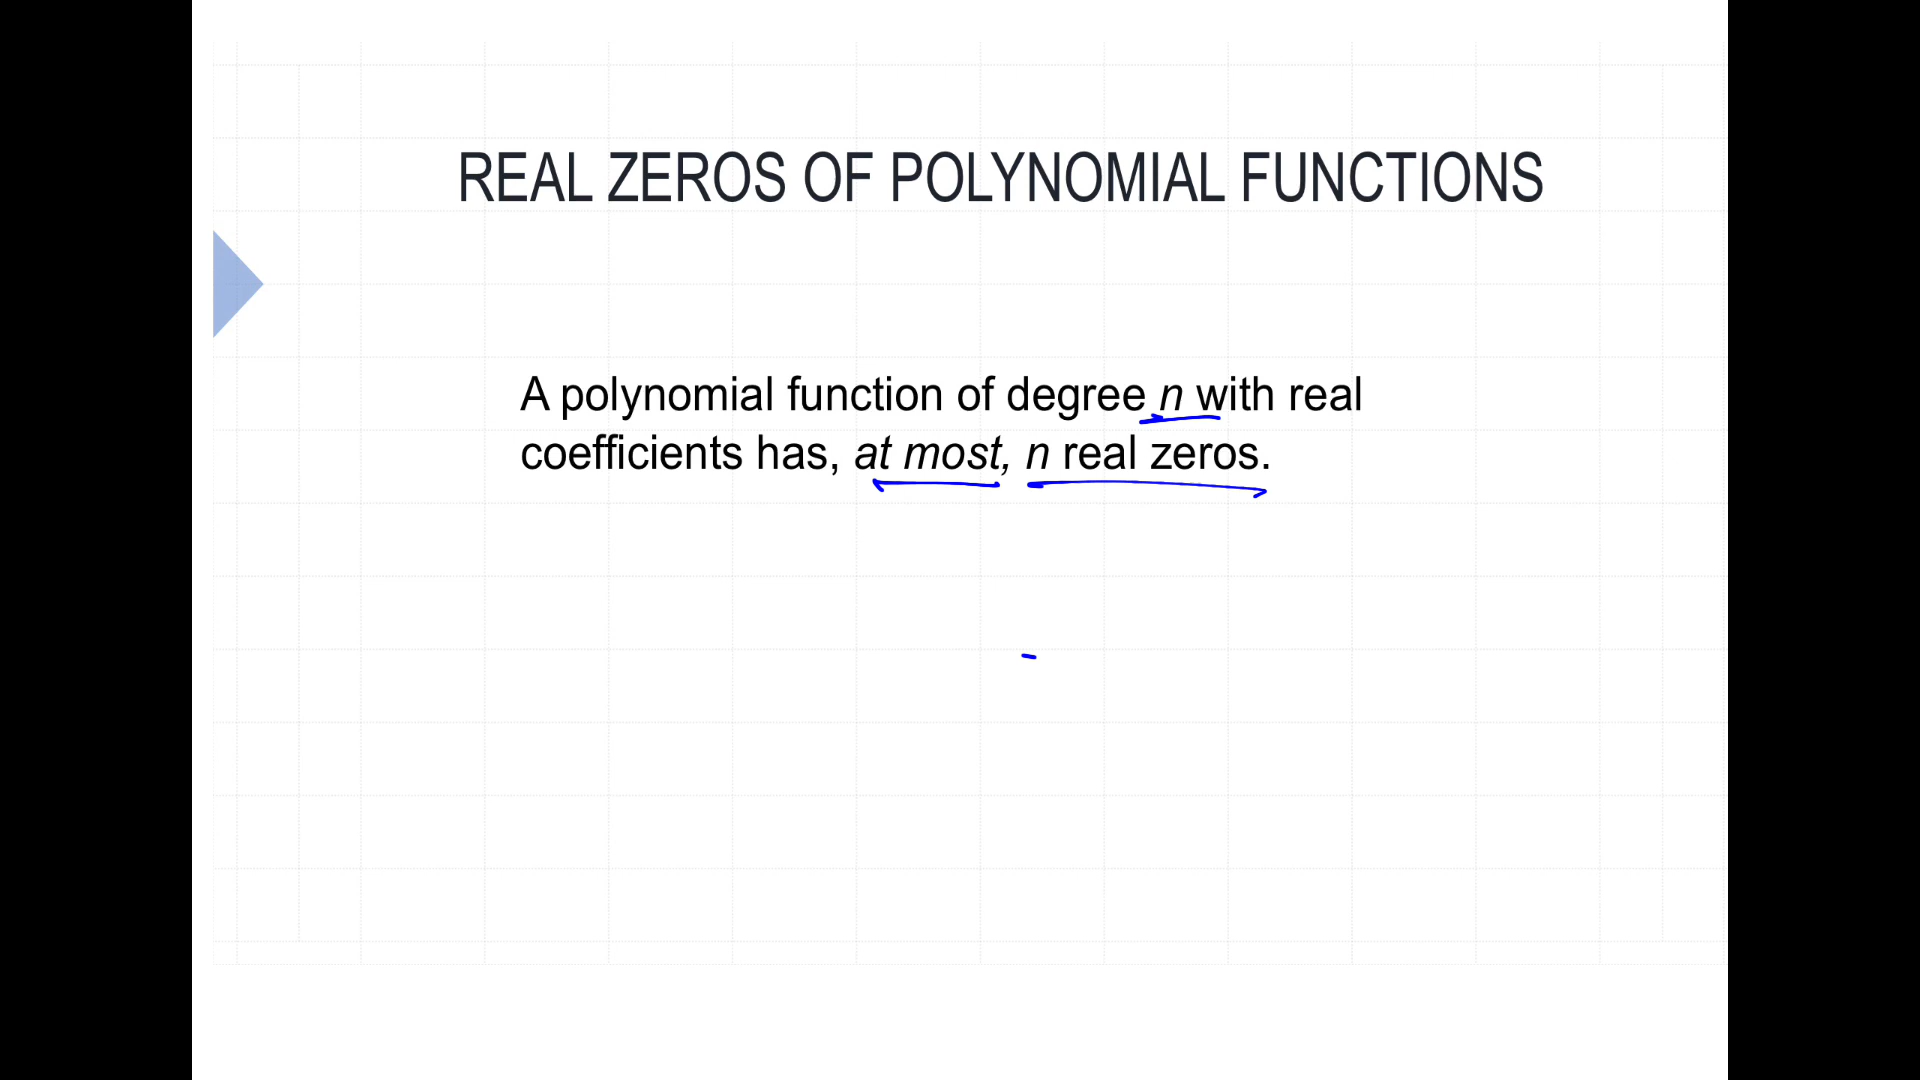 REAL ZEROS OF POLYNOMIAL FUNCTIONS
A polynomial function of degree n with real
coefficients has, at most, n real zeros.